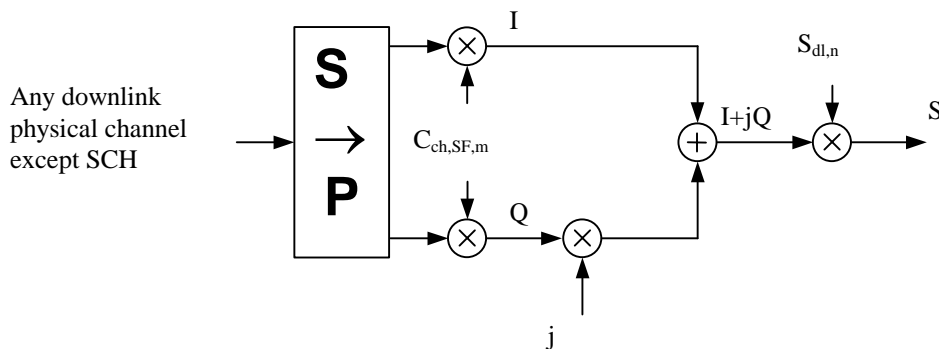 I
S_dl,n
S
→
P
Any downlink
physical channel
except SCH
C_ch,SF,m
I+jQ
S
Q
j